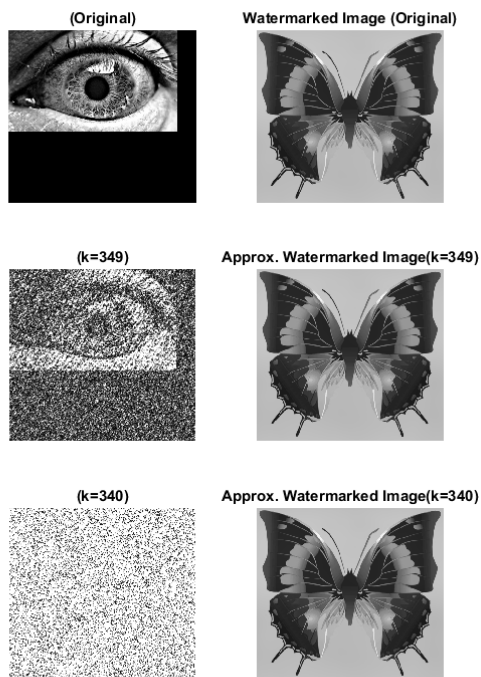 (Original)
Watermarked Image (Original)
(k=349)
Approx. Watermarked Image(k=349)
(k=340)
Approx. Watermarked Image(k=340)